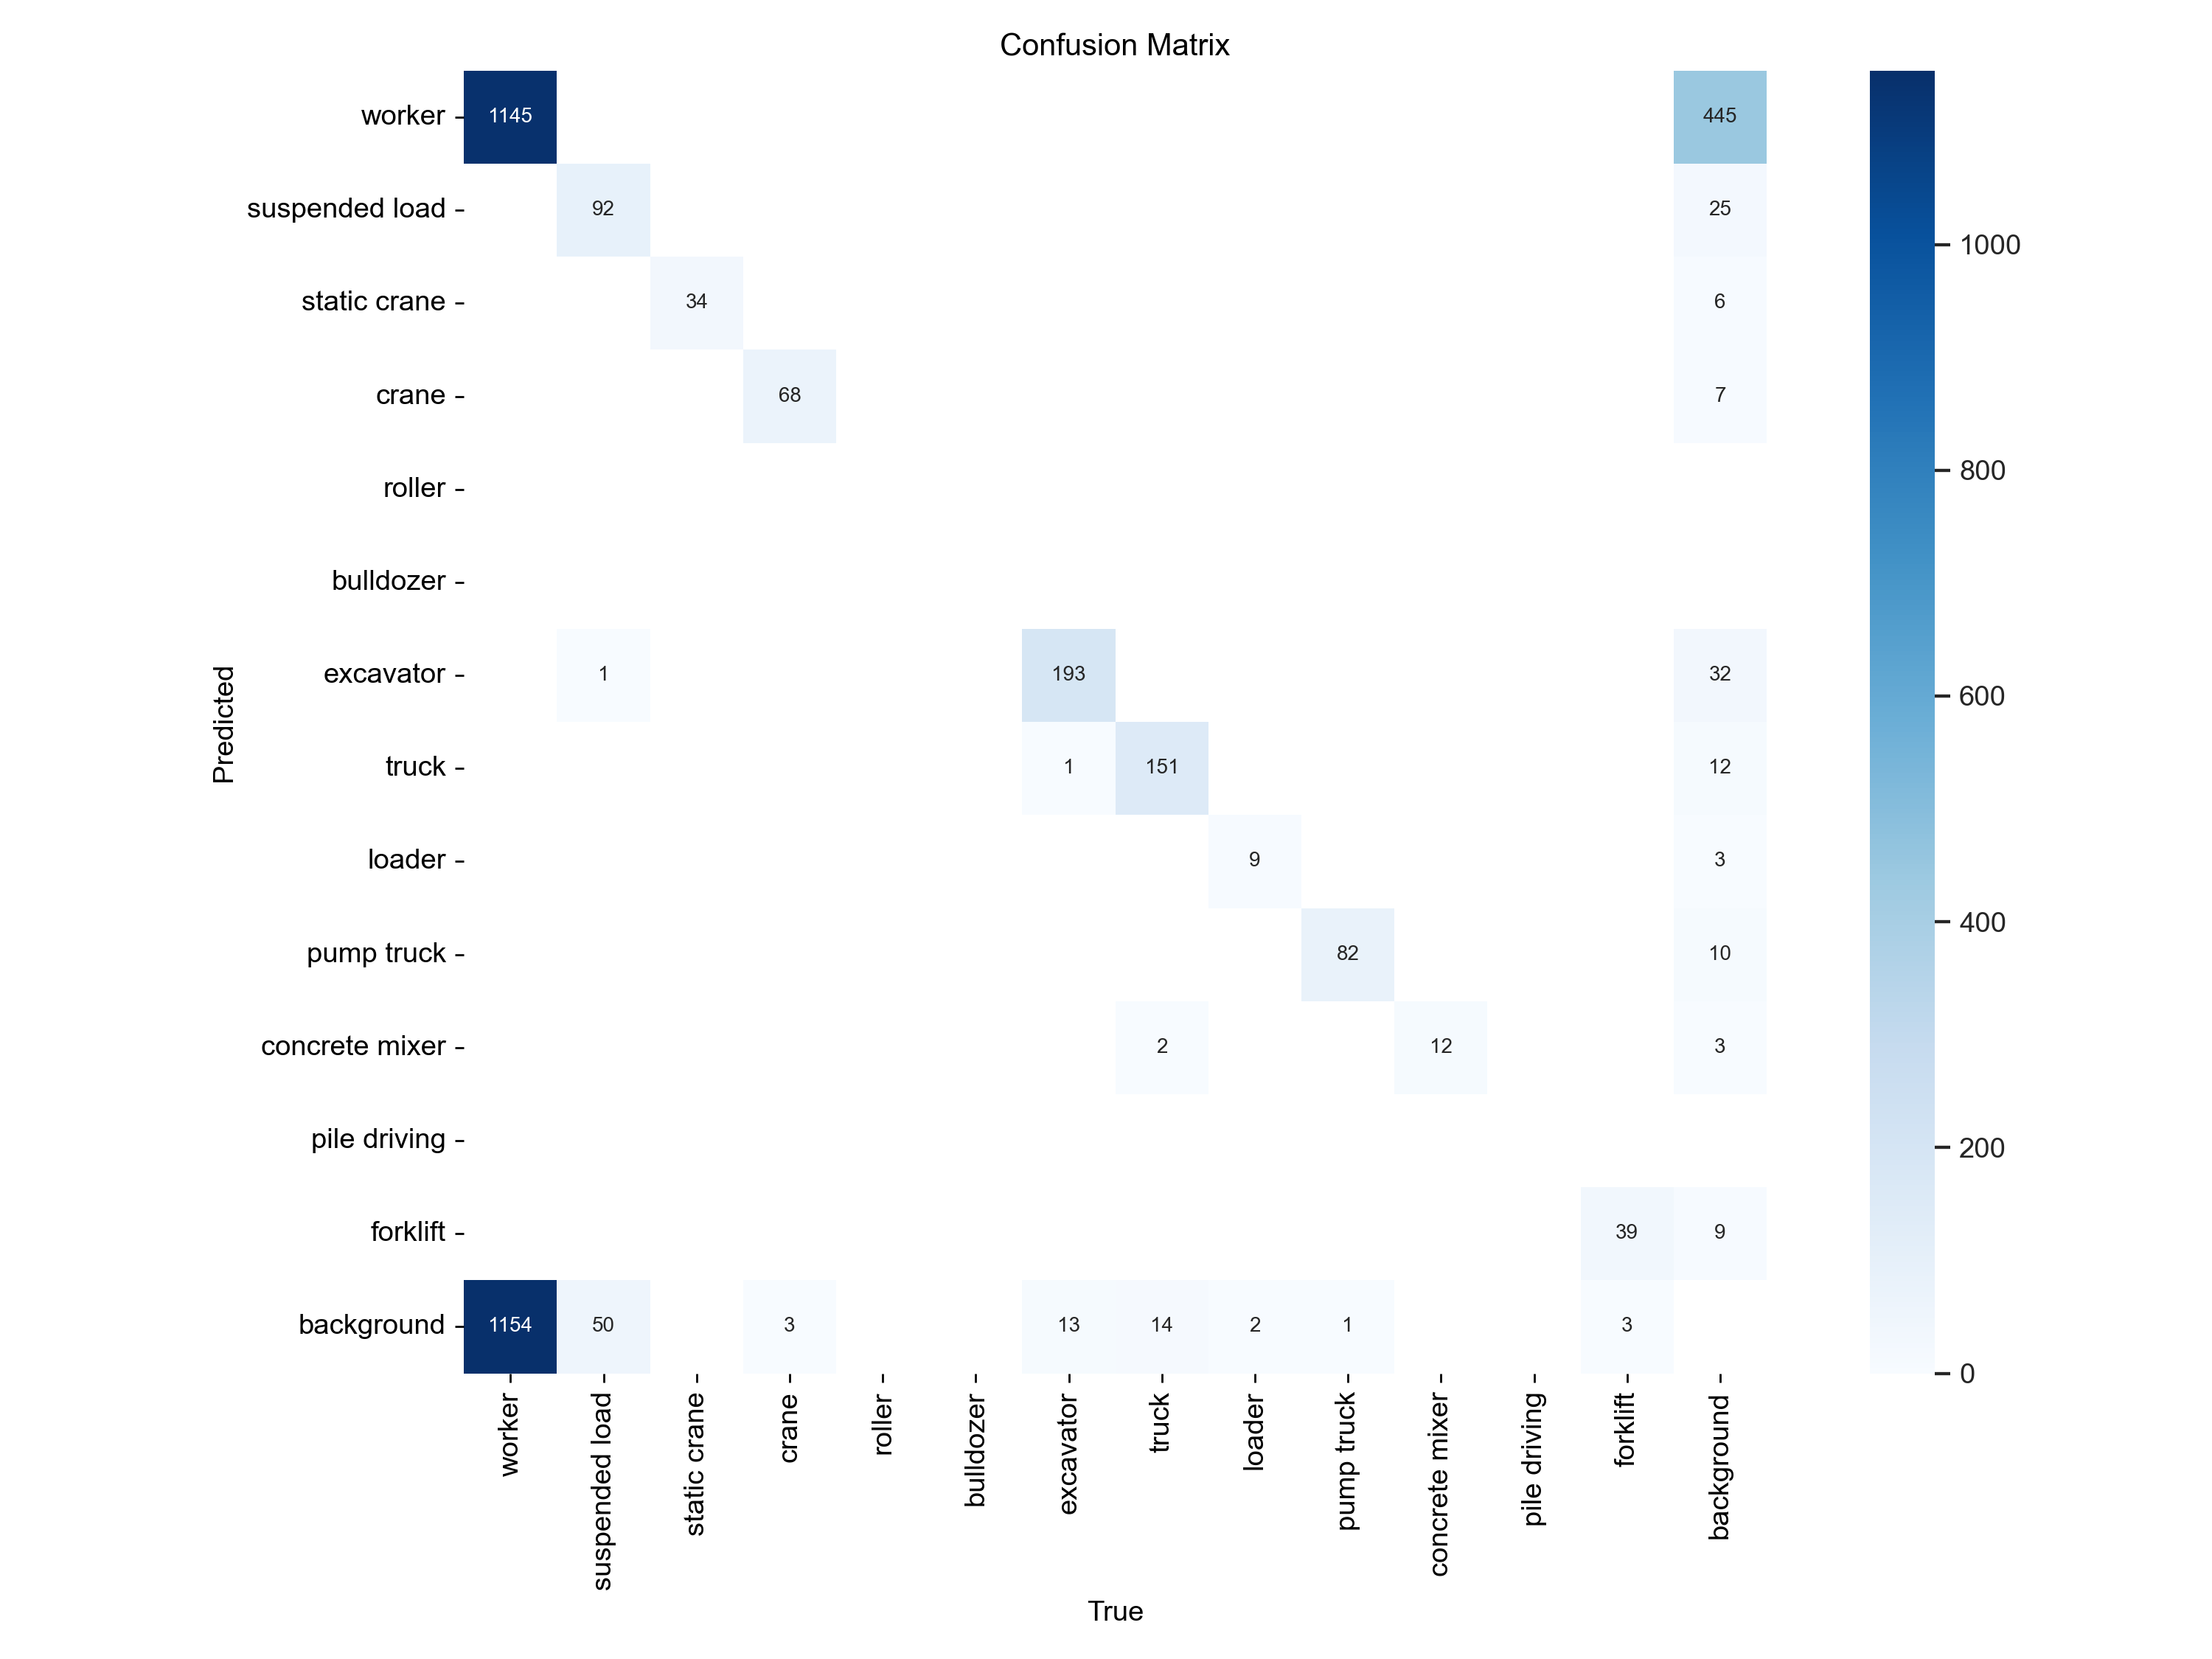 Confusion Matrix
worker
1145
445
suspended load
92
25
static crane
34
6
crane
68
7
roller
bulldozer
excavator
1
193
32
truck
1
151
12
loader
9
3
pump truck
82
10
concrete mixer
2
12
3
pile driving
forklift
39
9
background
1154
50
3
13
14
2
1
3
Predicted
worker
suspended load
static crane
crane
roller
bulldozer
excavator
truck
loader
pump truck
concrete mixer
pile driving
forklift
background
True
1000
800
600
400
200
0